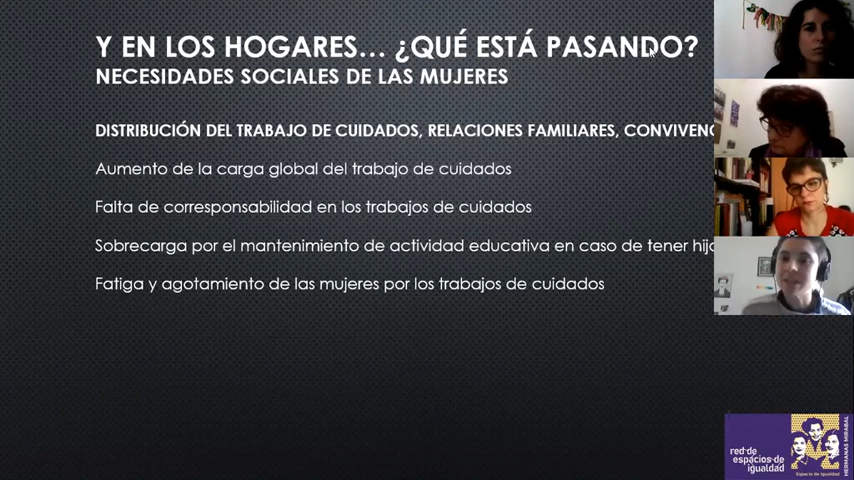 Y EN LOS HOGARES... ¿QUÉ ESTÁ PASANDO?
NECESIDADES SOCIALES DE LAS MUJERES
DISTRIBUCIÓN DEL TRABAJO DE CUIDADOS, RELACIONES FAMILIARES, CONVIVENC
Aumento de la carga global del trabajo de cuidados
Falta de corresponsabilidad en los trabajos de cuidados
Sobrecarga por el mantenimiento de actividad educativa en caso de tener hijo
Fatiga y agotamiento de las mujeres por los trabajos de cuidados
red de
espacios de
igualdad
Espacio de Igualdad
HERMANAS MIRABAL